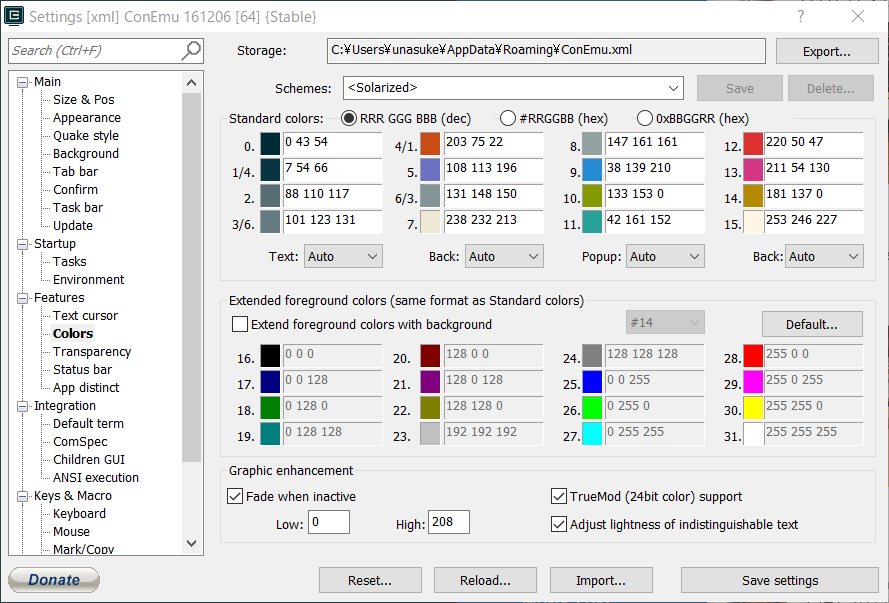 Settings [xml] ConEmu 161206 [64] {Stable}
Search (Ctrl+F)
Storage:
C:¥Users¥unasuke¥AppData¥Roaming¥ConEmu.xml
Export...
Schemes:
<Solarized>
Save
Delete...
Main
Size & Pos
Appearance
Quake style
Background
Tab bar
Confirm
Task bar
Update
Startup
Tasks
Environment
Features
Text cursor
Colors
Transparency
Status bar
App distinct
Integration
Default term
ComSpec
Children GUI
ANSI execution
Keys & Macro
Keyboard
Mouse
Mark/Copy
Donate
Standard colors:
RRR GGG BBB (dec)
#RRGGBB (hex)
0xBBGGRR (hex)
0. 0 43 54 4/1. 203 75 22 8. 147 161 161 12. 220 50 47
1/4. 7 54 66 5. 108 113 196 9. 38 139 210 13. 211 54 130
2. 88 110 117 6/3. 131 148 150 10. 133 153 0 14. 181 137 0
3/6. 101 123 131 7. 238 232 213 11. 42 161 152 15. 253 246 227
Text: Auto Back: Auto Popup: Auto Back: Auto
Extended foreground colors (same format as Standard colors)
Extend foreground colors with background
#14
Default...
16. 0 0 0 20. 128 0 0 24. 128 128 128 28. 255 0 0
17. 0 0 128 21. 128 0 128 25. 0 0 255 29. 255 0 255
18. 0 128 0 22. 128 128 0 26. 0 255 0 30. 255 255 0
19. 0 128 128 23. 192 192 192 27. 0 255 255 31. 255 255 255
Graphic enhancement
Fade when inactive
TrueMod (24bit color) support
Low: 0 High: 208
Adjust lightness of indistinguishable text
Reset...
Reload...
Import...
Save settings